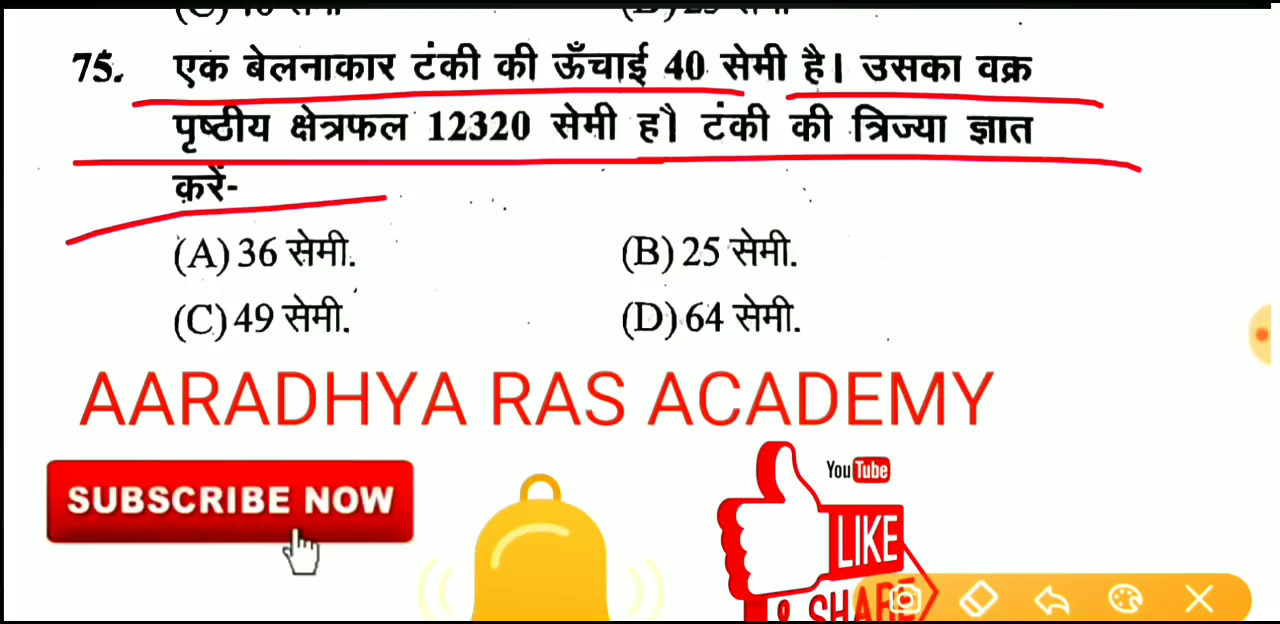 75. एक बेलनाकार टंकी की ऊँचाई 40 सेमी है। उसका वक्र
पृष्ठीय क्षेत्रफल 12320 सेमी है। टंकी की त्रिज्या ज्ञात
करें-
(A) 36 सेमी. (B) 25 सेमी.
(C) 49 सेमी. (D) 64 सेमी.
AARADHYA RAS ACADEMY
SUBSCRIBE NOW
YouTube
LIKE
& SHARE